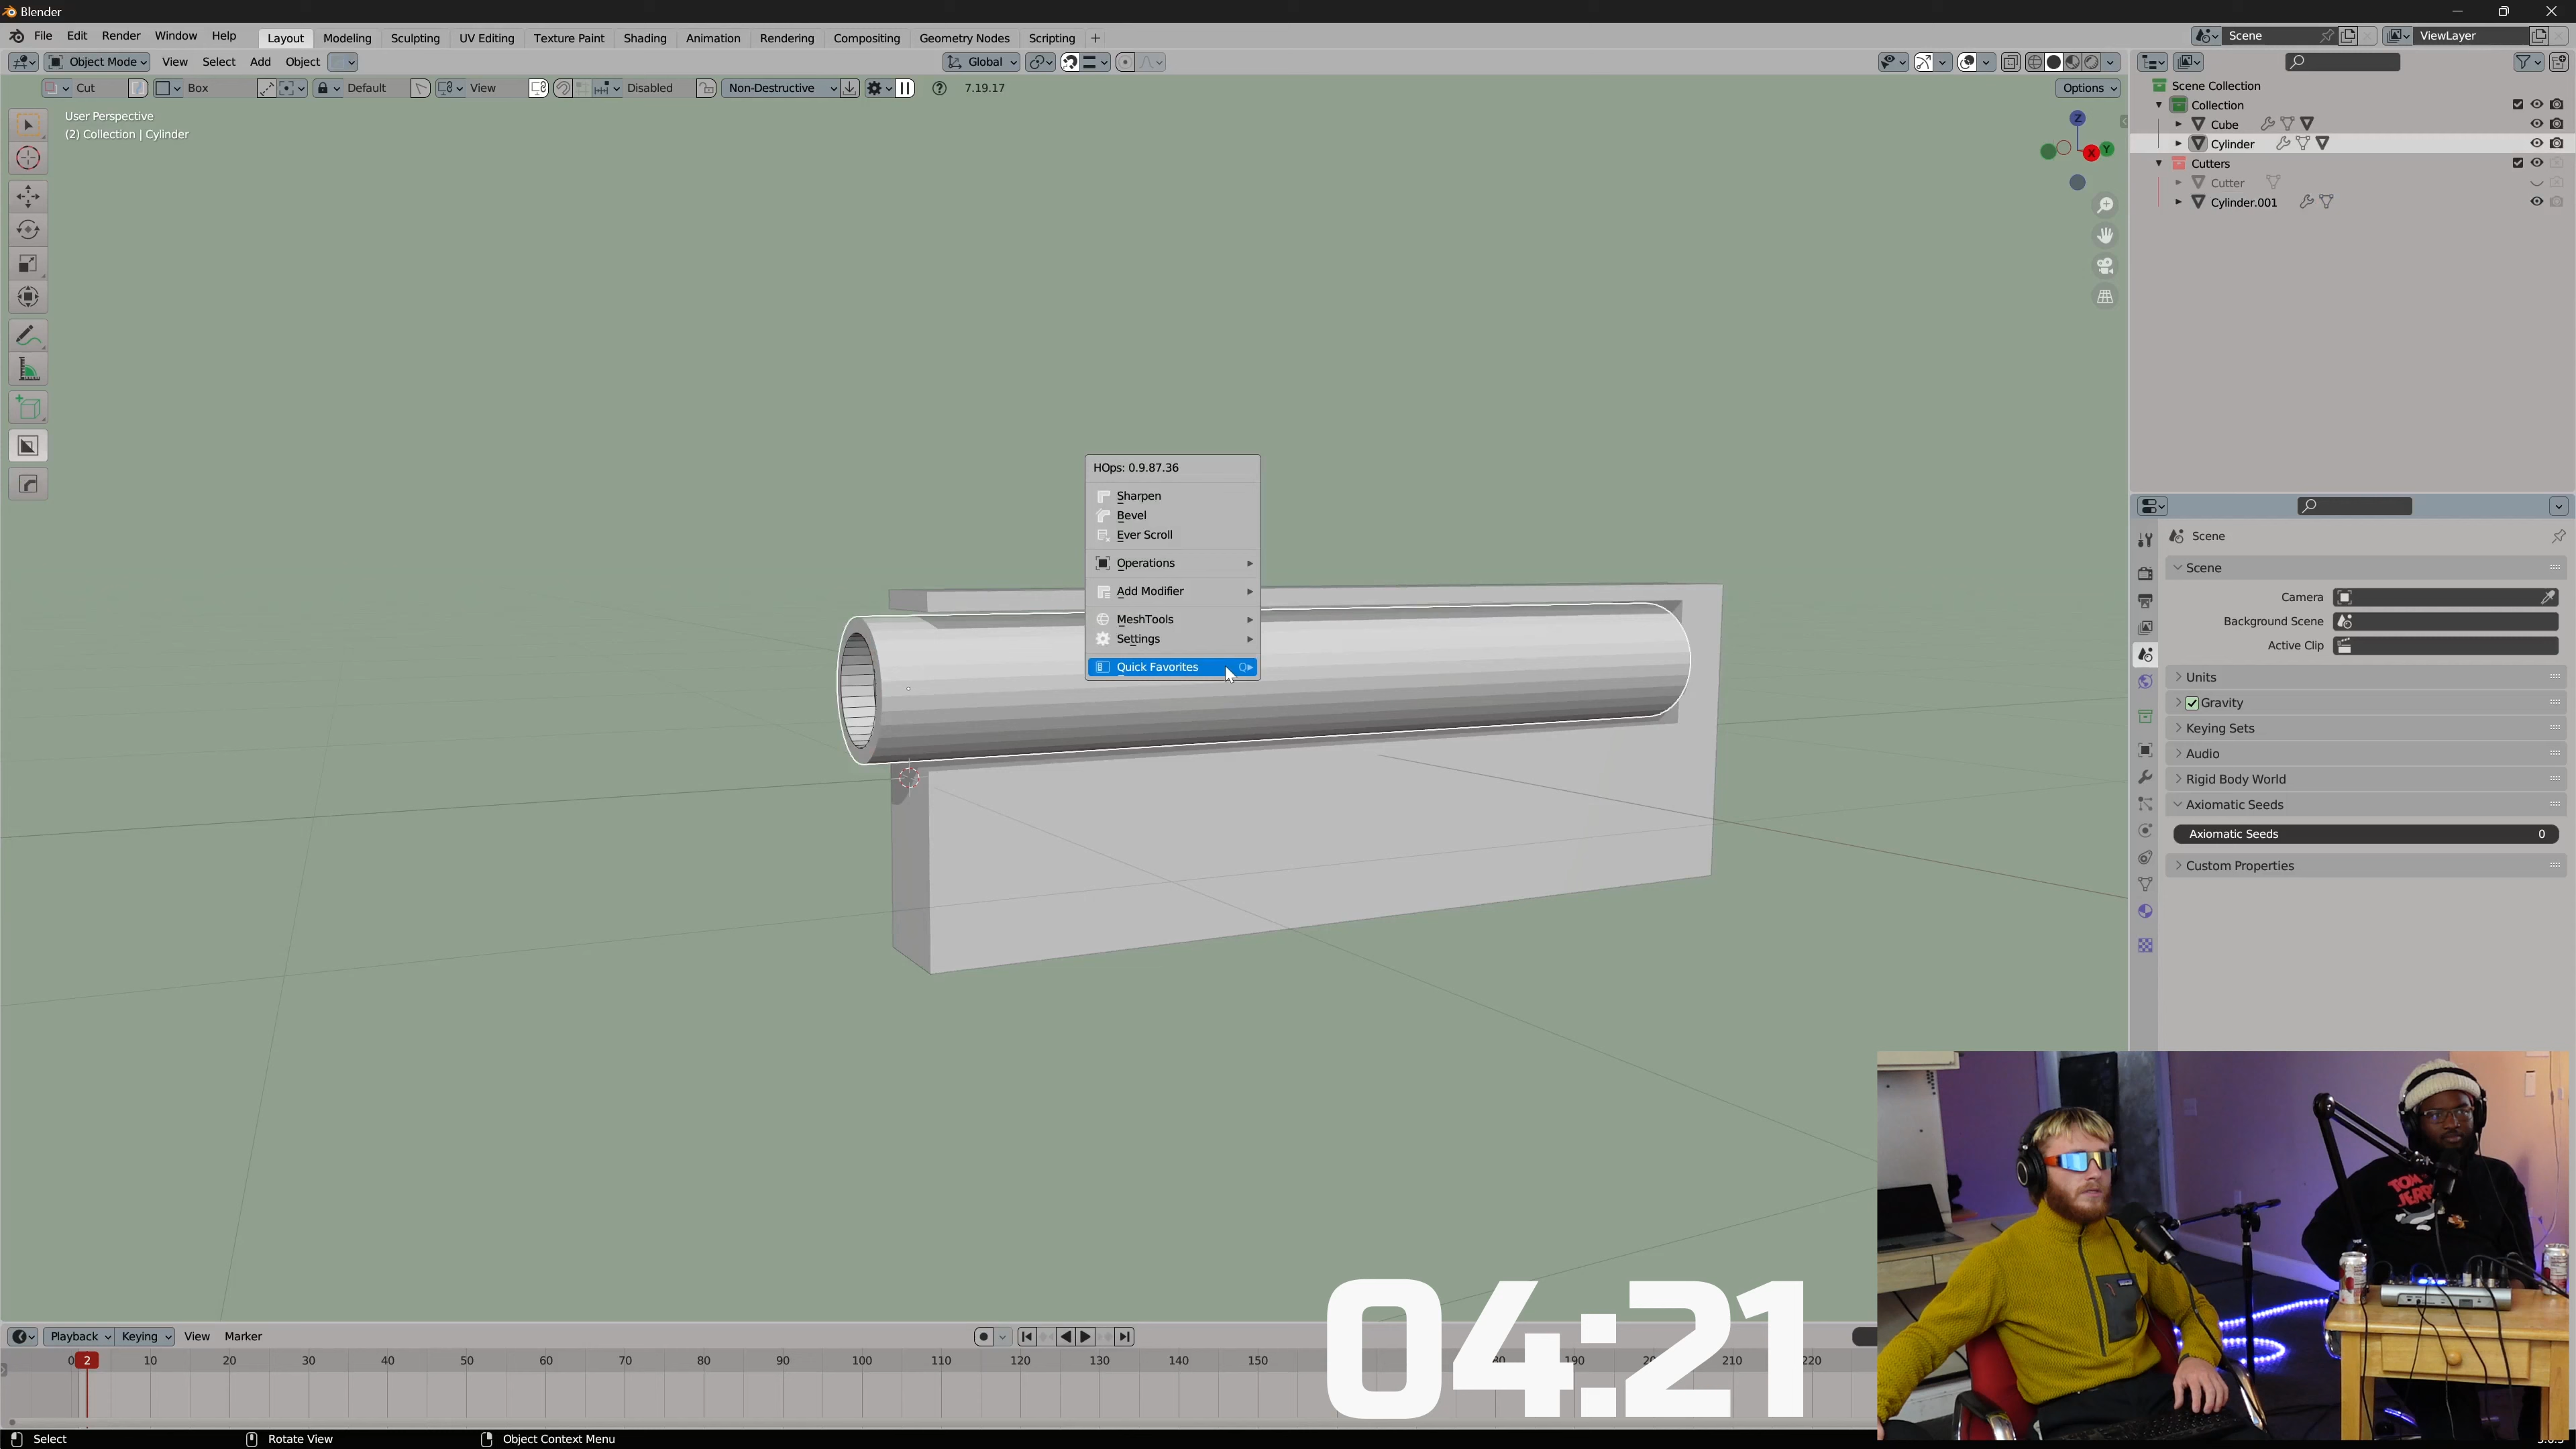 Blender
File Edit Render Window Help Layout Modeling Sculpting UV Editing Texture Paint Shading Animation Rendering Compositing Geometry Nodes Scripting + Scene ViewLayer
Object Mode View Select Add Object Global
Cut Box Default View Disabled Non-Destructive 7.19.17 Options
User Perspective
(2) Collection | Cylinder
Z
X
Y
Scene Collection
Collection
Cube
Cylinder
Cutters
Cutter
Cylinder.001
HOps: 0.9.87.36
Sharpen
Bevel
Ever Scroll
Operations
Add Modifier
MeshTools
Settings
Quick Favorites Q
Scene
Scene
Camera
Background Scene
Active Clip
Units
Gravity
Keying Sets
Audio
Rigid Body World
Axiomatic Seeds
Axiomatic Seeds 0
Custom Properties
TOM
JERRY
04:21
Playback Keying View Marker
0 2 10 20 30 40 50 60 70 80 90 100 110 120 130 140 150 190 210 220
Select Rotate View Object Context Menu